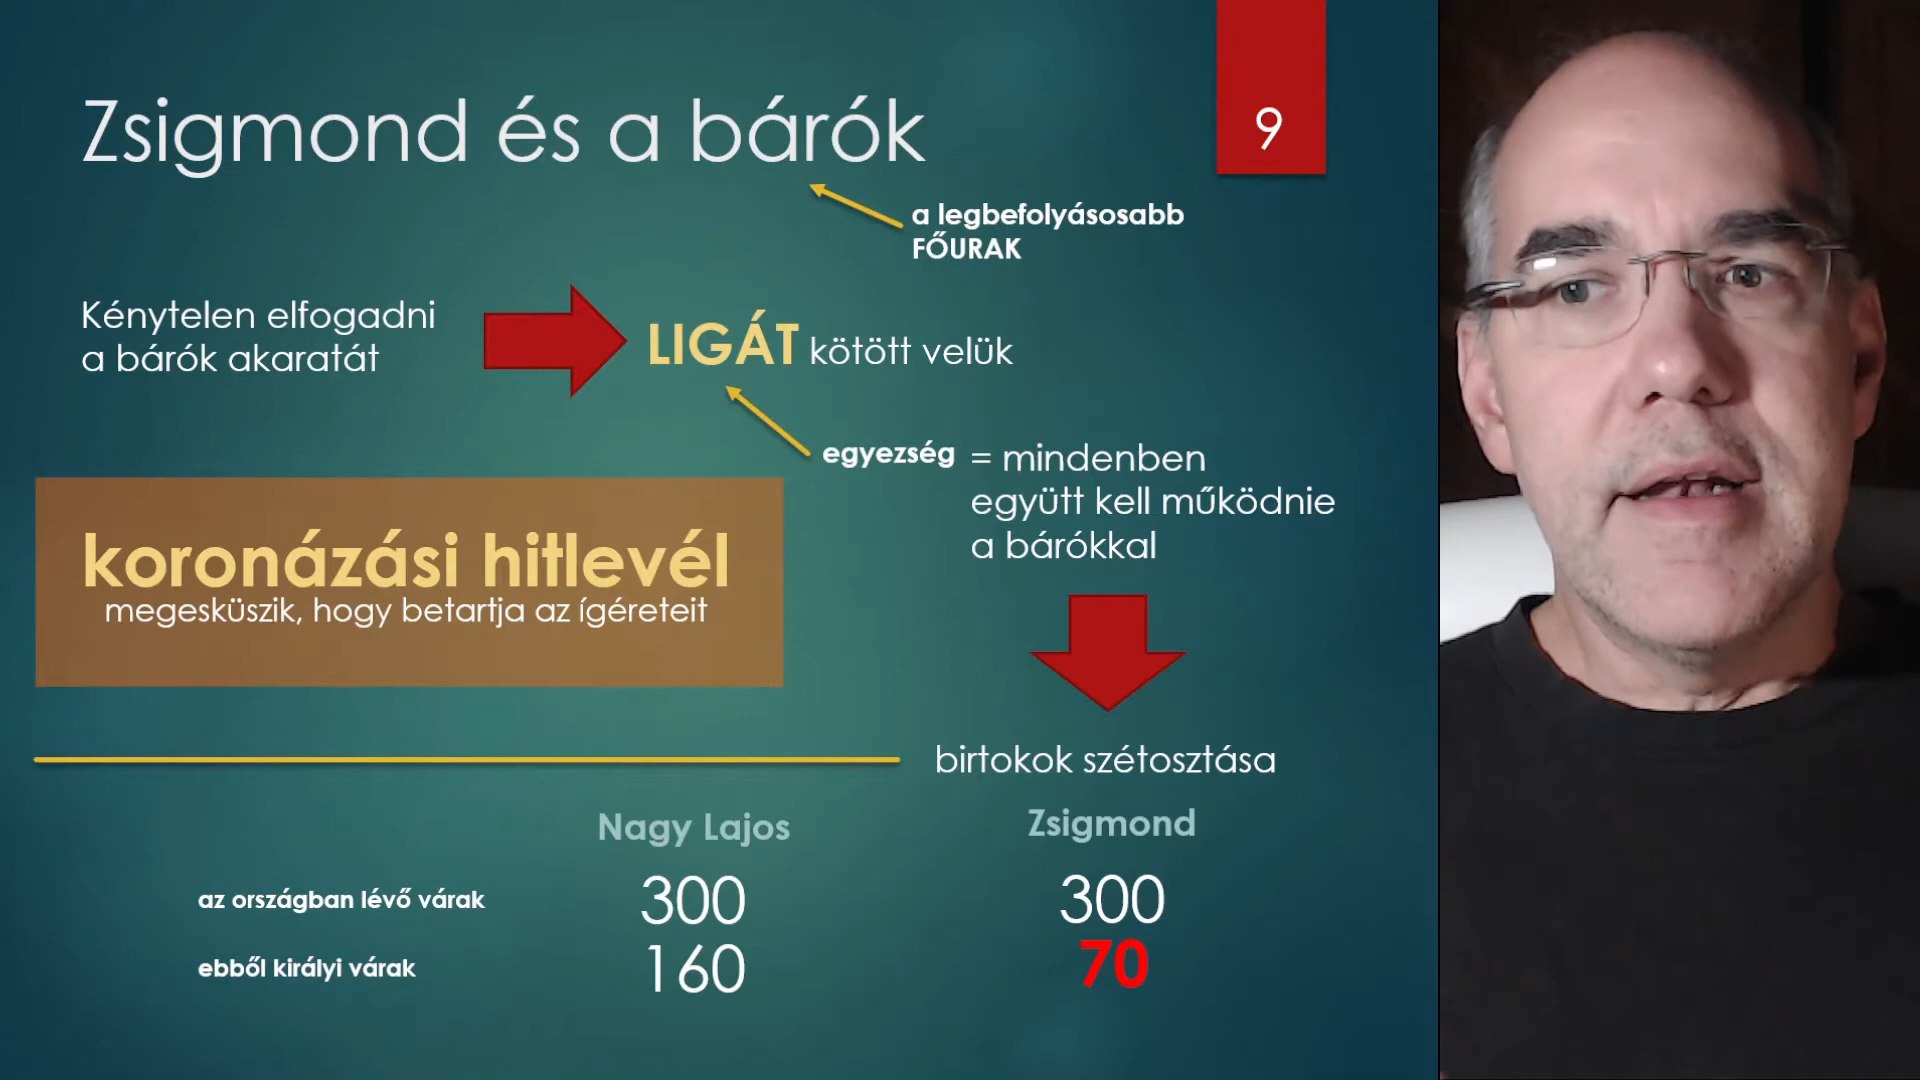 Zsigmond és a bárók
9
a legbefolyásosabb
FŐURAK
Kénytelen elfogadni
a bárók akaratát
LIGÁT kötött velük
egyezség = mindenben
együtt kell működnie
a bárókkal
koronázási hitlevél
megesküszik, hogy betartja az ígéreteit
birtokok szétosztása
Nagy Lajos Zsigmond
az országban lévő várak 300 300
ebből királyi várak 160 70